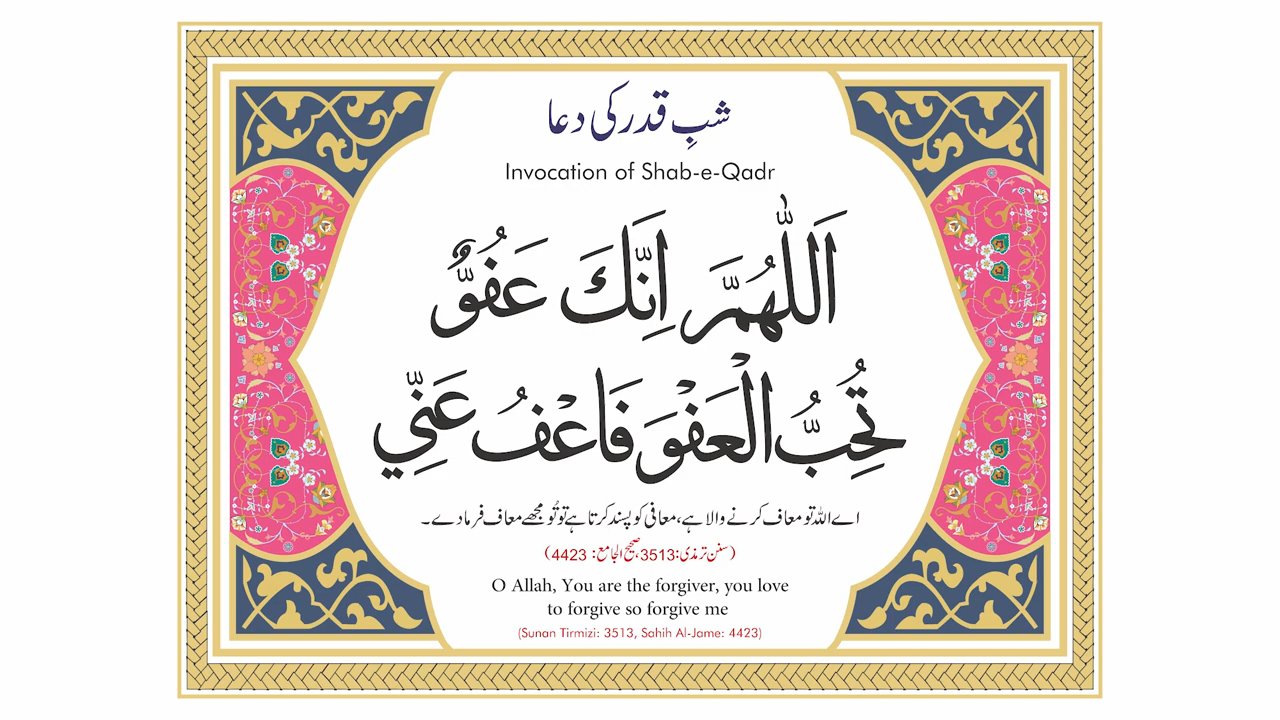 شبِ قدر کی دعا
Invocation of Shab-e-Qadr
اَللّٰهُمَّ اِنَّكَ عَفُوٌّ
تُحِبُّ الْعَفْوَ فَاعْفُ عَنِّي
اے اللہ تو معاف کرنے والا ہے، معافی کو پسند کرتا ہے تو تُو مجھے معاف فرما دے۔
(سنن ترمذی: 3513، صحیح الجامع: 4423)
O Allah, You are the forgiver, you love
to forgive so forgive me
(Sunan Tirmizi: 3513, Sahih Al-Jame: 4423)